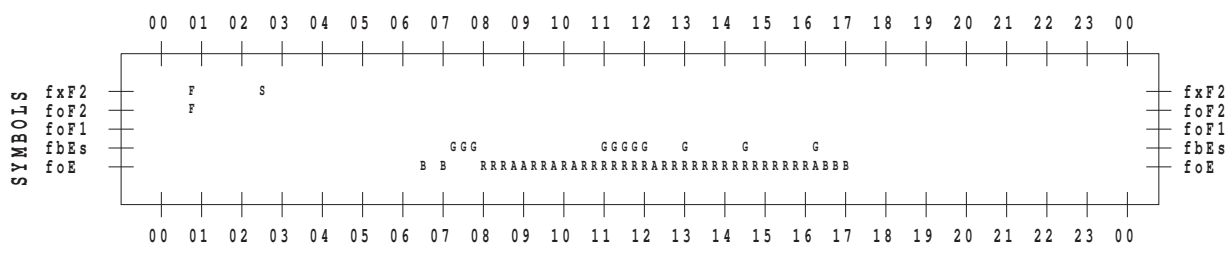 00 01 02 03 04 05 06 07 08 09 10 11 12 13 14 15 16 17 18 19 20 21 22 23 00
SYMBOLS
fxF2 F S fxF2
foF2 F foF2
foF1 foF1
fbEs GGG GGGGG G G G fbEs
foE B B RRRAARRARARRRRRRRARRRRRRRRRRRRRRRABBB foE
00 01 02 03 04 05 06 07 08 09 10 11 12 13 14 15 16 17 18 19 20 21 22 23 00